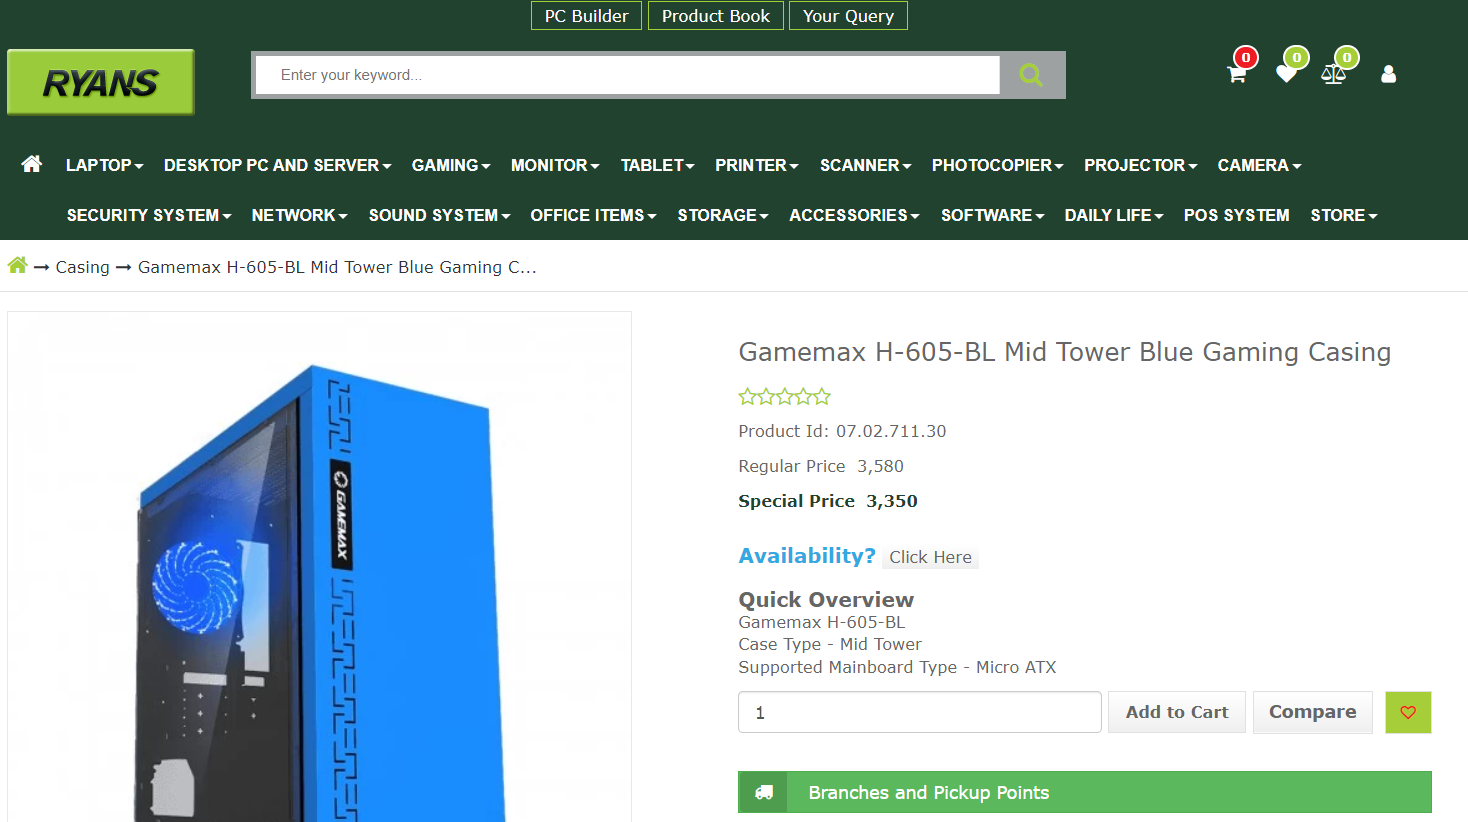 PC Builder Product Book Your Query
RYANS
Enter your keyword...
0 0 0
LAPTOP DESKTOP PC AND SERVER GAMING MONITOR TABLET PRINTER SCANNER PHOTOCOPIER PROJECTOR CAMERA
SECURITY SYSTEM NETWORK SOUND SYSTEM OFFICE ITEMS STORAGE ACCESSORIES SOFTWARE DAILY LIFE POS SYSTEM STORE
Casing Gamemax H-605-BL Mid Tower Blue Gaming C...
GAMEMAX
Gamemax H-605-BL Mid Tower Blue Gaming Casing
Product Id: 07.02.711.30
Regular Price 3,580
Special Price 3,350
Availability? Click Here
Quick Overview
Gamemax H-605-BL
Case Type - Mid Tower
Supported Mainboard Type - Micro ATX
1 Add to Cart Compare
Branches and Pickup Points